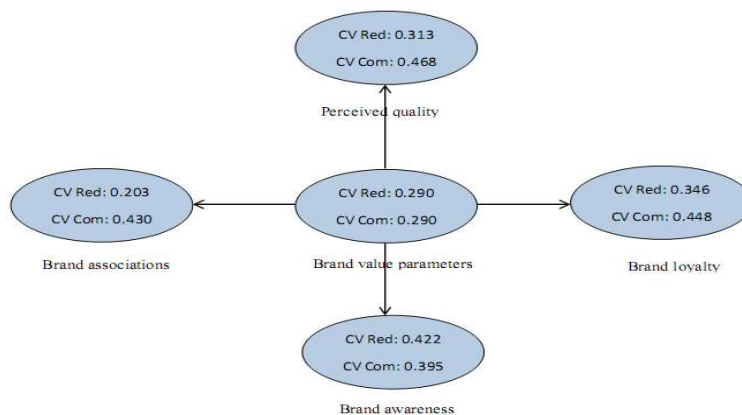 CV Red: 0.313
CV Com: 0.468
Perceived quality
CV Red: 0.203
CV Com: 0.430
Brand associations
CV Red: 0.290
CV Com: 0.290
Brand value parameters
CV Red: 0.346
CV Com: 0.448
Brand loyalty
CV Red: 0.422
CV Com: 0.395
Brand awareness